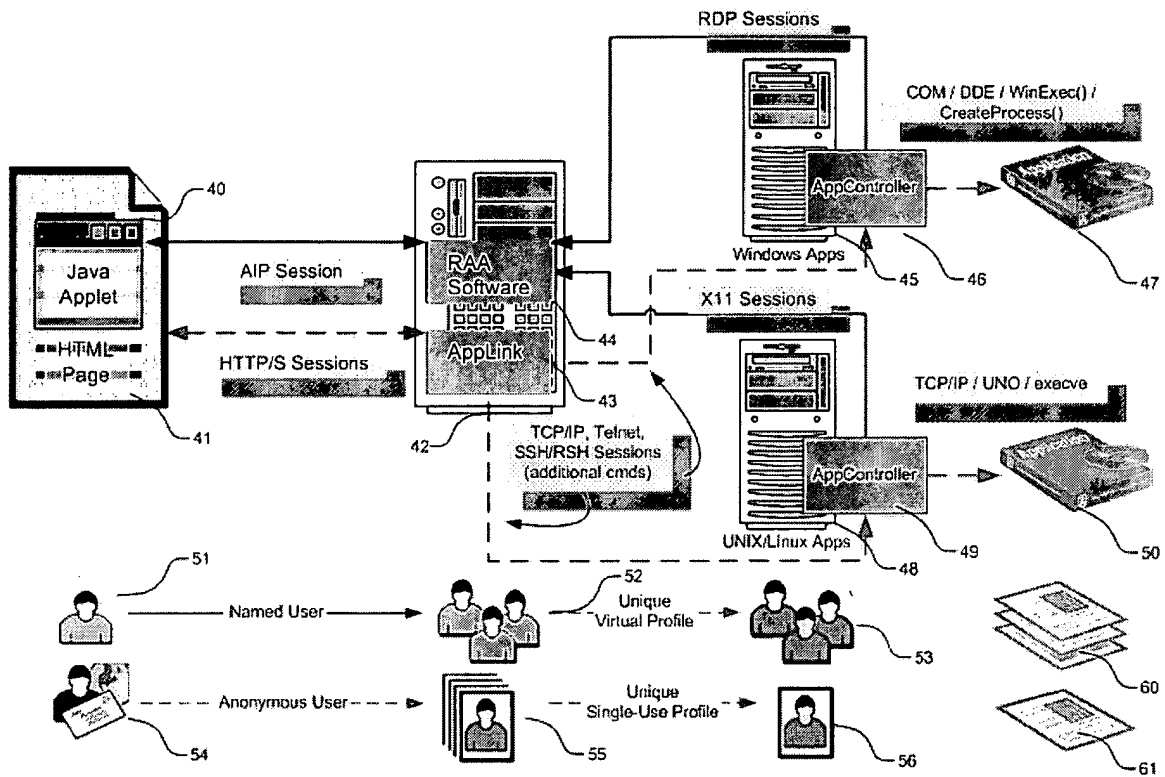 RDP Sessions
COM / DDE / WinExec() /
CreateProcess()
40
AppController
Application
Java
Applet
AIP Session
RAA
Software
Windows Apps
45
46
47
X11 Sessions
HTML
Page
HTTP/S Sessions
AppLink
44
43
41
42
TCP/IP, Telnet,
SSH/RSH Sessions
(additional cmds)
TCP/IP / UNO / execve
AppController
Application
UNIX/Linux Apps
48
49
50
51
Named User
52
Unique
Virtual Profile
53
60
Anonymous User
54
55
Unique
Single-Use Profile
56
61